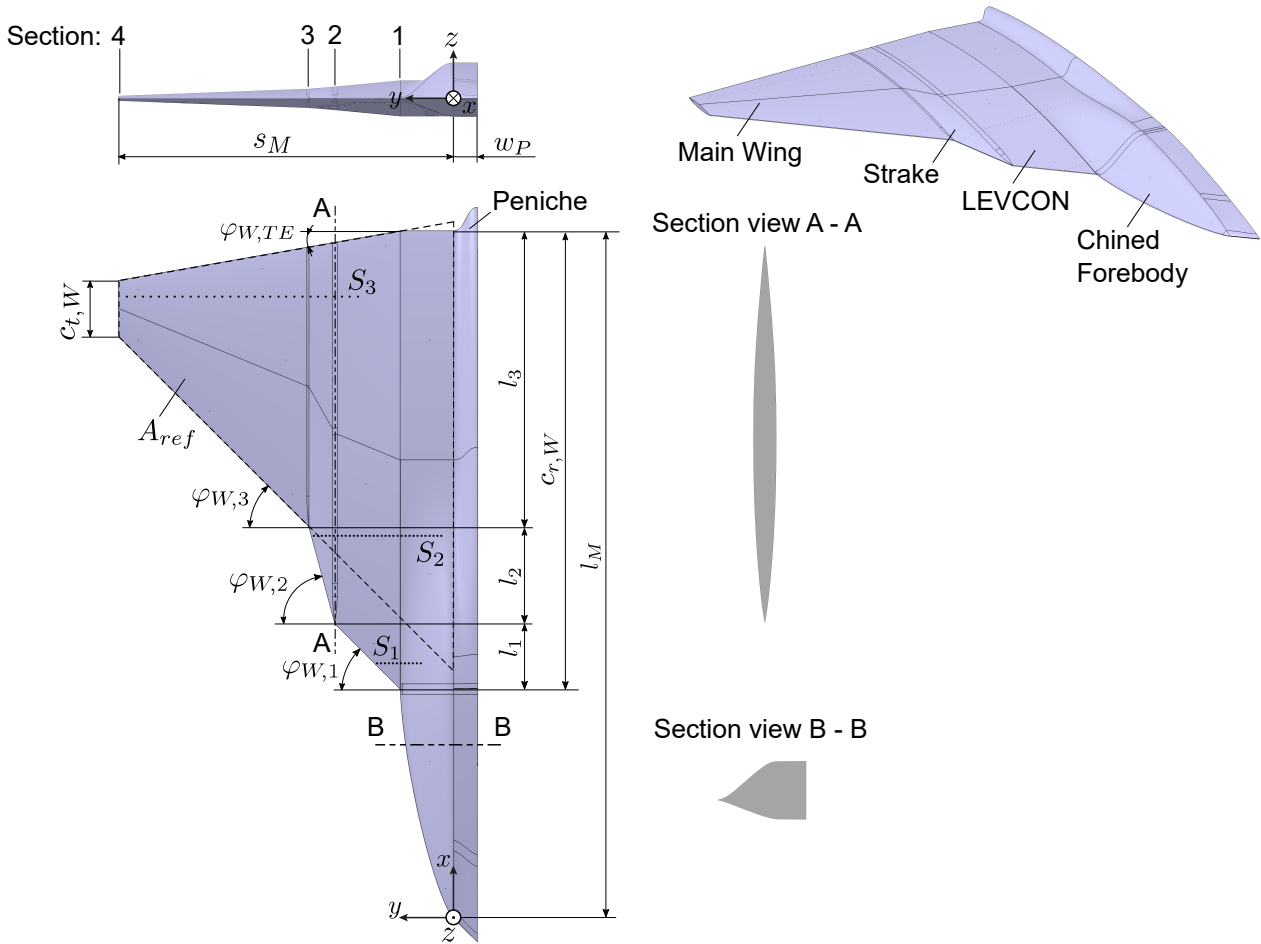 Section: 4 3 2 1
z
y
x
s_M
w_P
Main Wing
Strake
LEVCON
Chined
Forebody
A
Peniche
φ_{W,TE}
S_3
c_{t,W}
A_{ref}
l_3
c_{r,W}
l_M
φ_{W,3}
S_2
φ_{W,2}
l_2
A
S_1
l_1
φ_{W,1}
B B
x
y
z
Section view A - A
Section view B - B